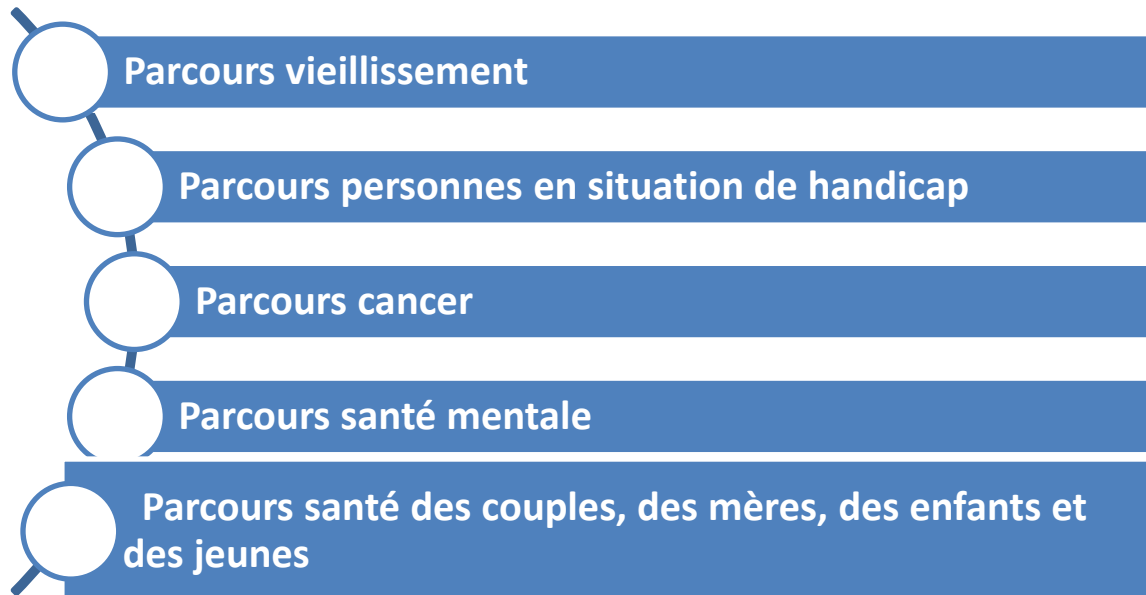 Parcours vieillissement
Parcours personnes en situation de handicap
Parcours cancer
Parcours santé mentale
Parcours santé des couples, des mères, des enfants et
des jeunes